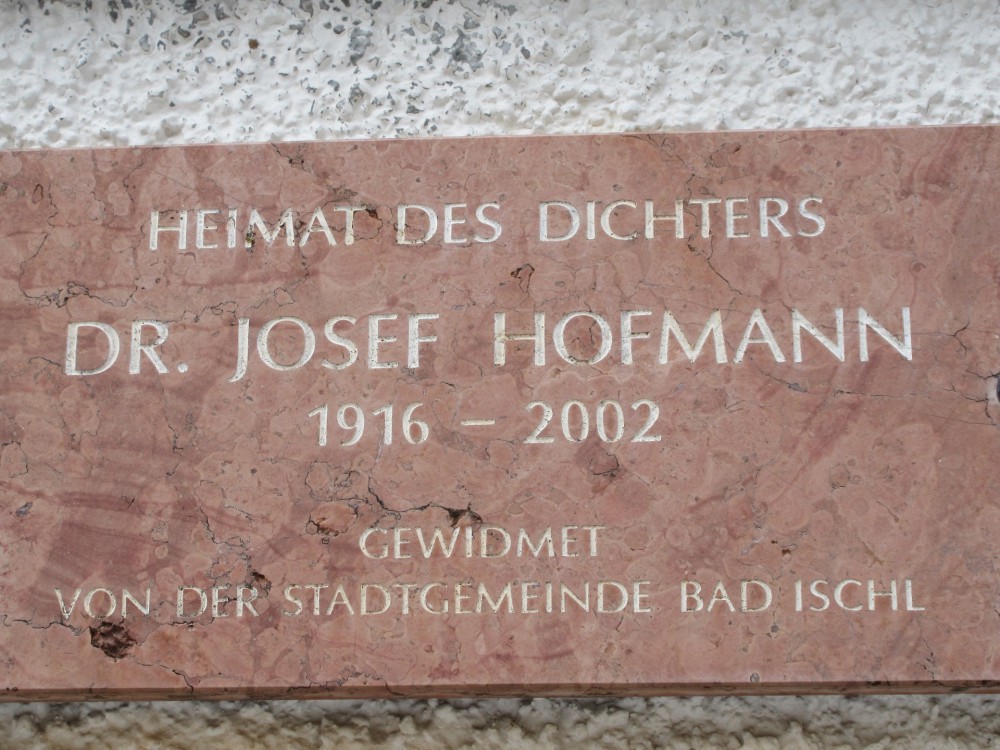 HEIMAT DES DICHTERS
DR. JOSEF HOFMANN
1916 – 2002
GEWIDMET
VON DER STADTGEMEINDE BAD ISCHL